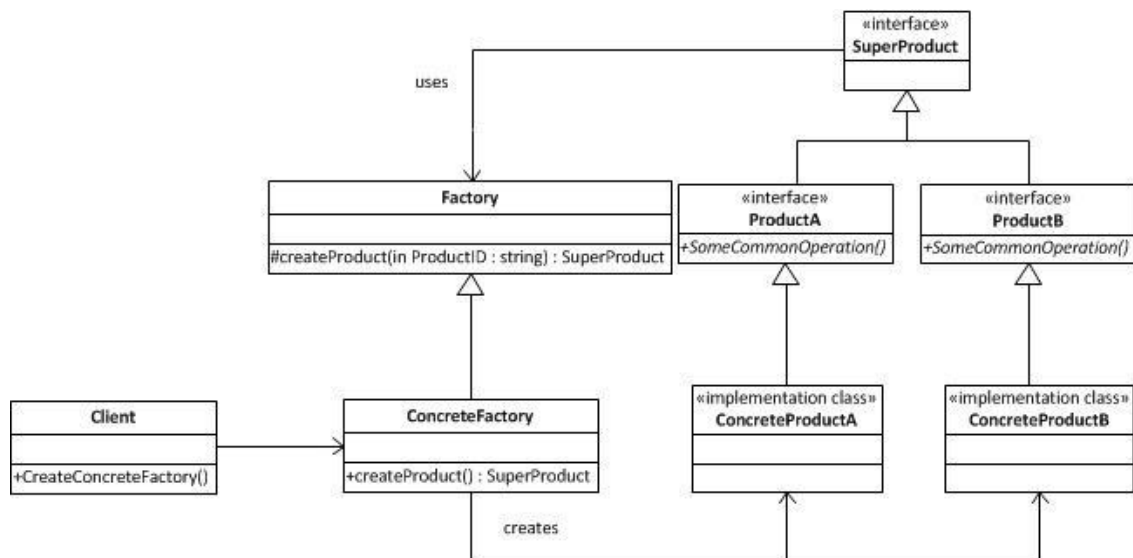 «interface»
SuperProduct
uses
Factory
#createProduct(in ProductID : string) : SuperProduct
«interface»
ProductA
+SomeCommonOperation()
«interface»
ProductB
+SomeCommonOperation()
Client
+CreateConcreteFactory()
ConcreteFactory
+createProduct() : SuperProduct
«implementation class»
ConcreteProductA
«implementation class»
ConcreteProductB
creates